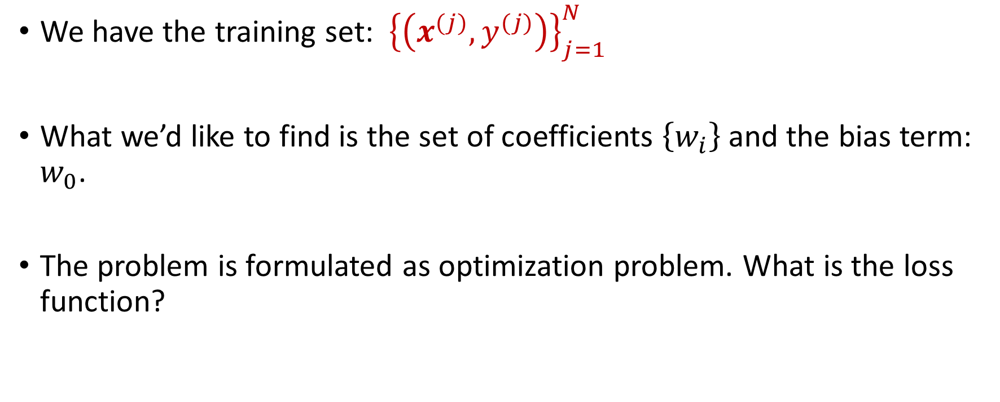 • We have the training set: {(x^(j), y^(j))}_{j=1}^N
• What we’d like to find is the set of coefficients {w_i} and the bias term:
w_0.
• The problem is formulated as optimization problem. What is the loss
function?